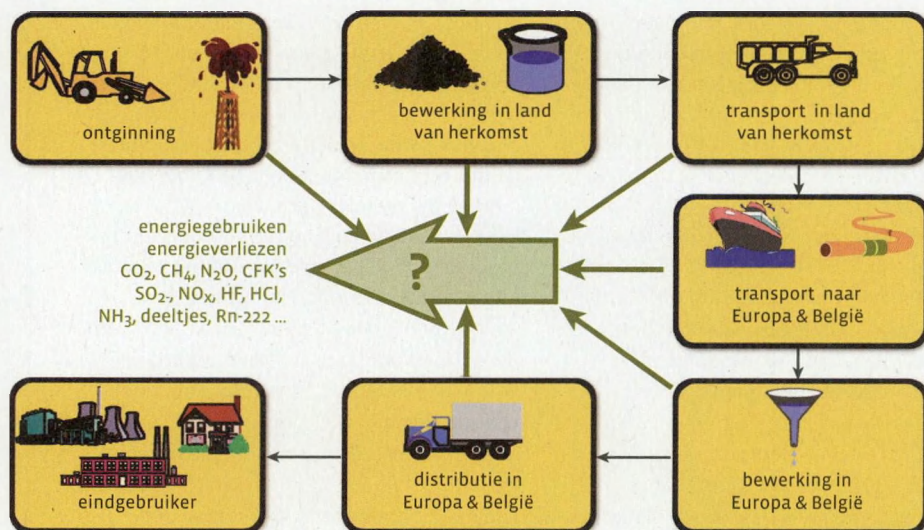 ontginning
bewerking in land
van herkomst
transport in land
van herkomst
energiegebruiken
energieverliezen
CO₂, CH₄, N₂O, CFK's
SO₂-, NOₓ, HF, HCl,
NH₃, deeltjes, Rn-222 ...
?
transport naar
Europa & België
eindgebruiker
distributie in
Europa & België
bewerking in
Europa & België